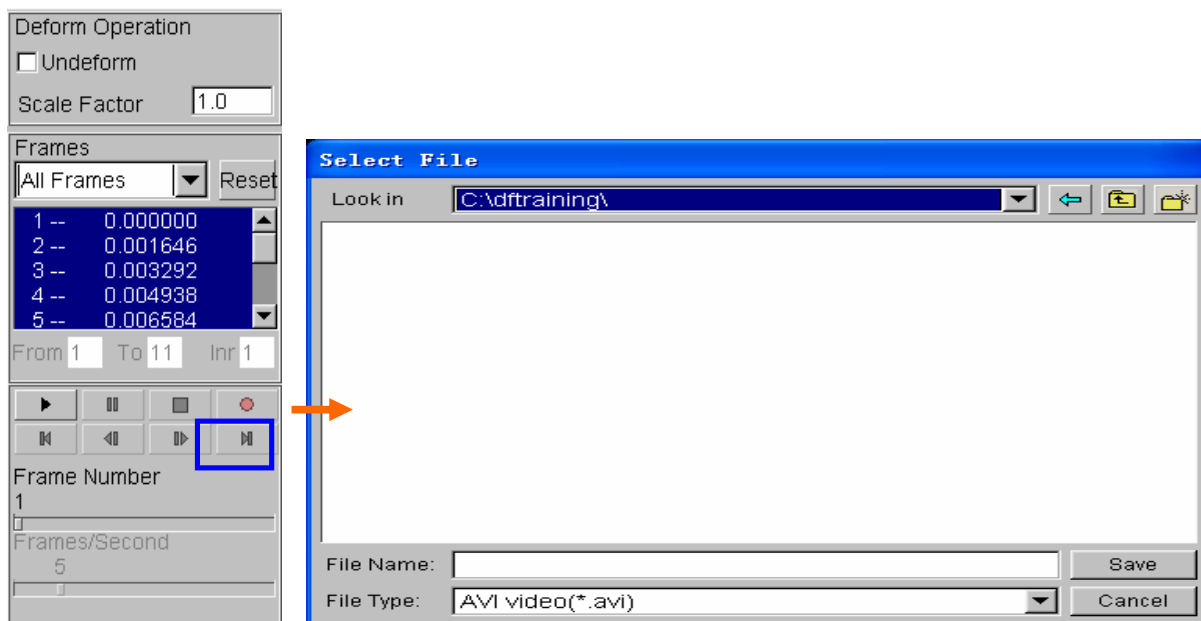 Deform Operation
Undeform
Scale Factor 1.0
Frames
All Frames Reset
1 -- 0.000000
2 -- 0.001646
3 -- 0.003292
4 -- 0.004938
5 -- 0.006584
From 1 To 11 Inr 1
Frame Number
1
Frames/Second
5
Select File
Look in C:\dftraining\
File Name: Save
File Type: AVI video(*.avi) Cancel